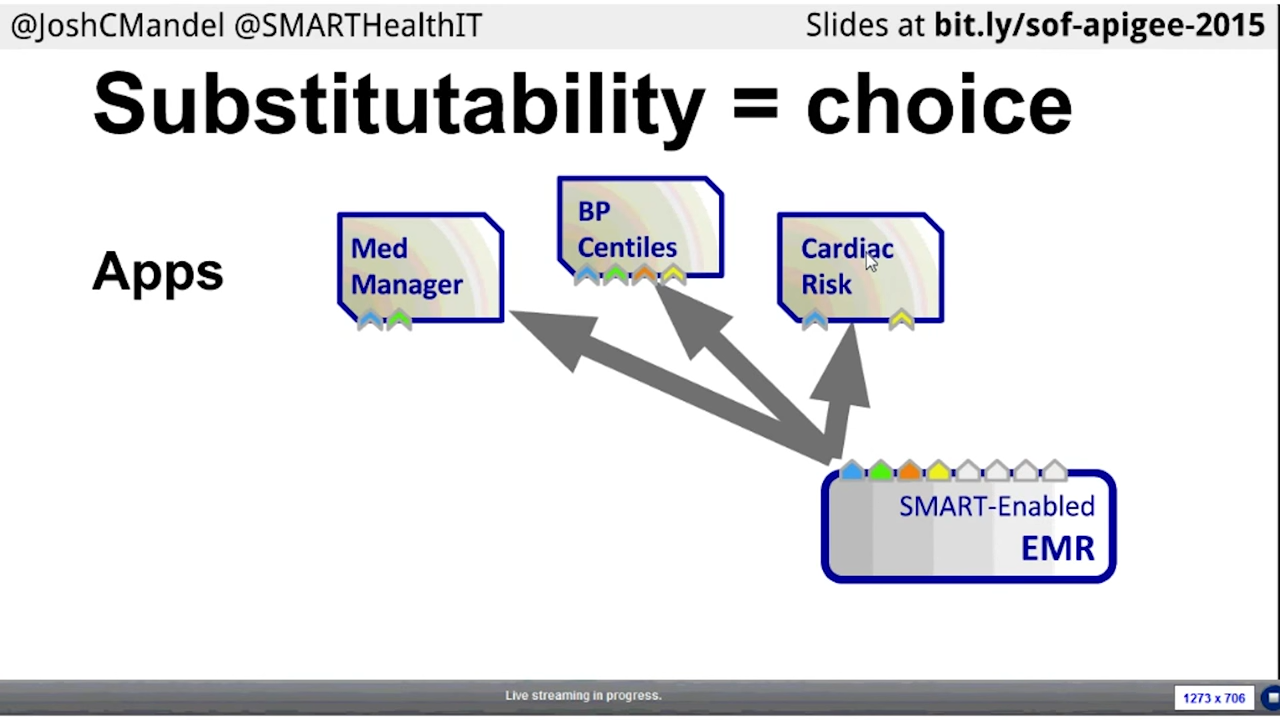 @JoshCMandel @SMARTHealthIT
Slides at bit.ly/sof-apigee-2015
Substitutability = choice
Apps
Med
Manager
BP
Centiles
Cardiac
Risk
SMART-Enabled
EMR
Live streaming in progress.
1273 x 706